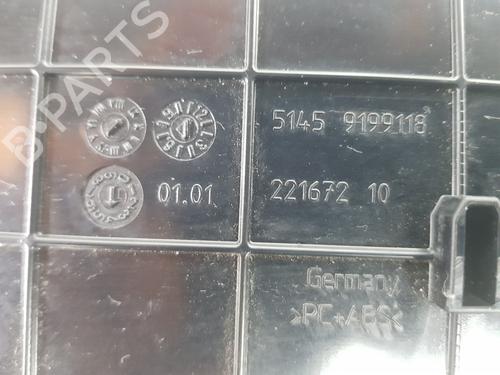 B-PARTS
5145 9199118
01.01
221672 10
Germany
>PC+ABS<